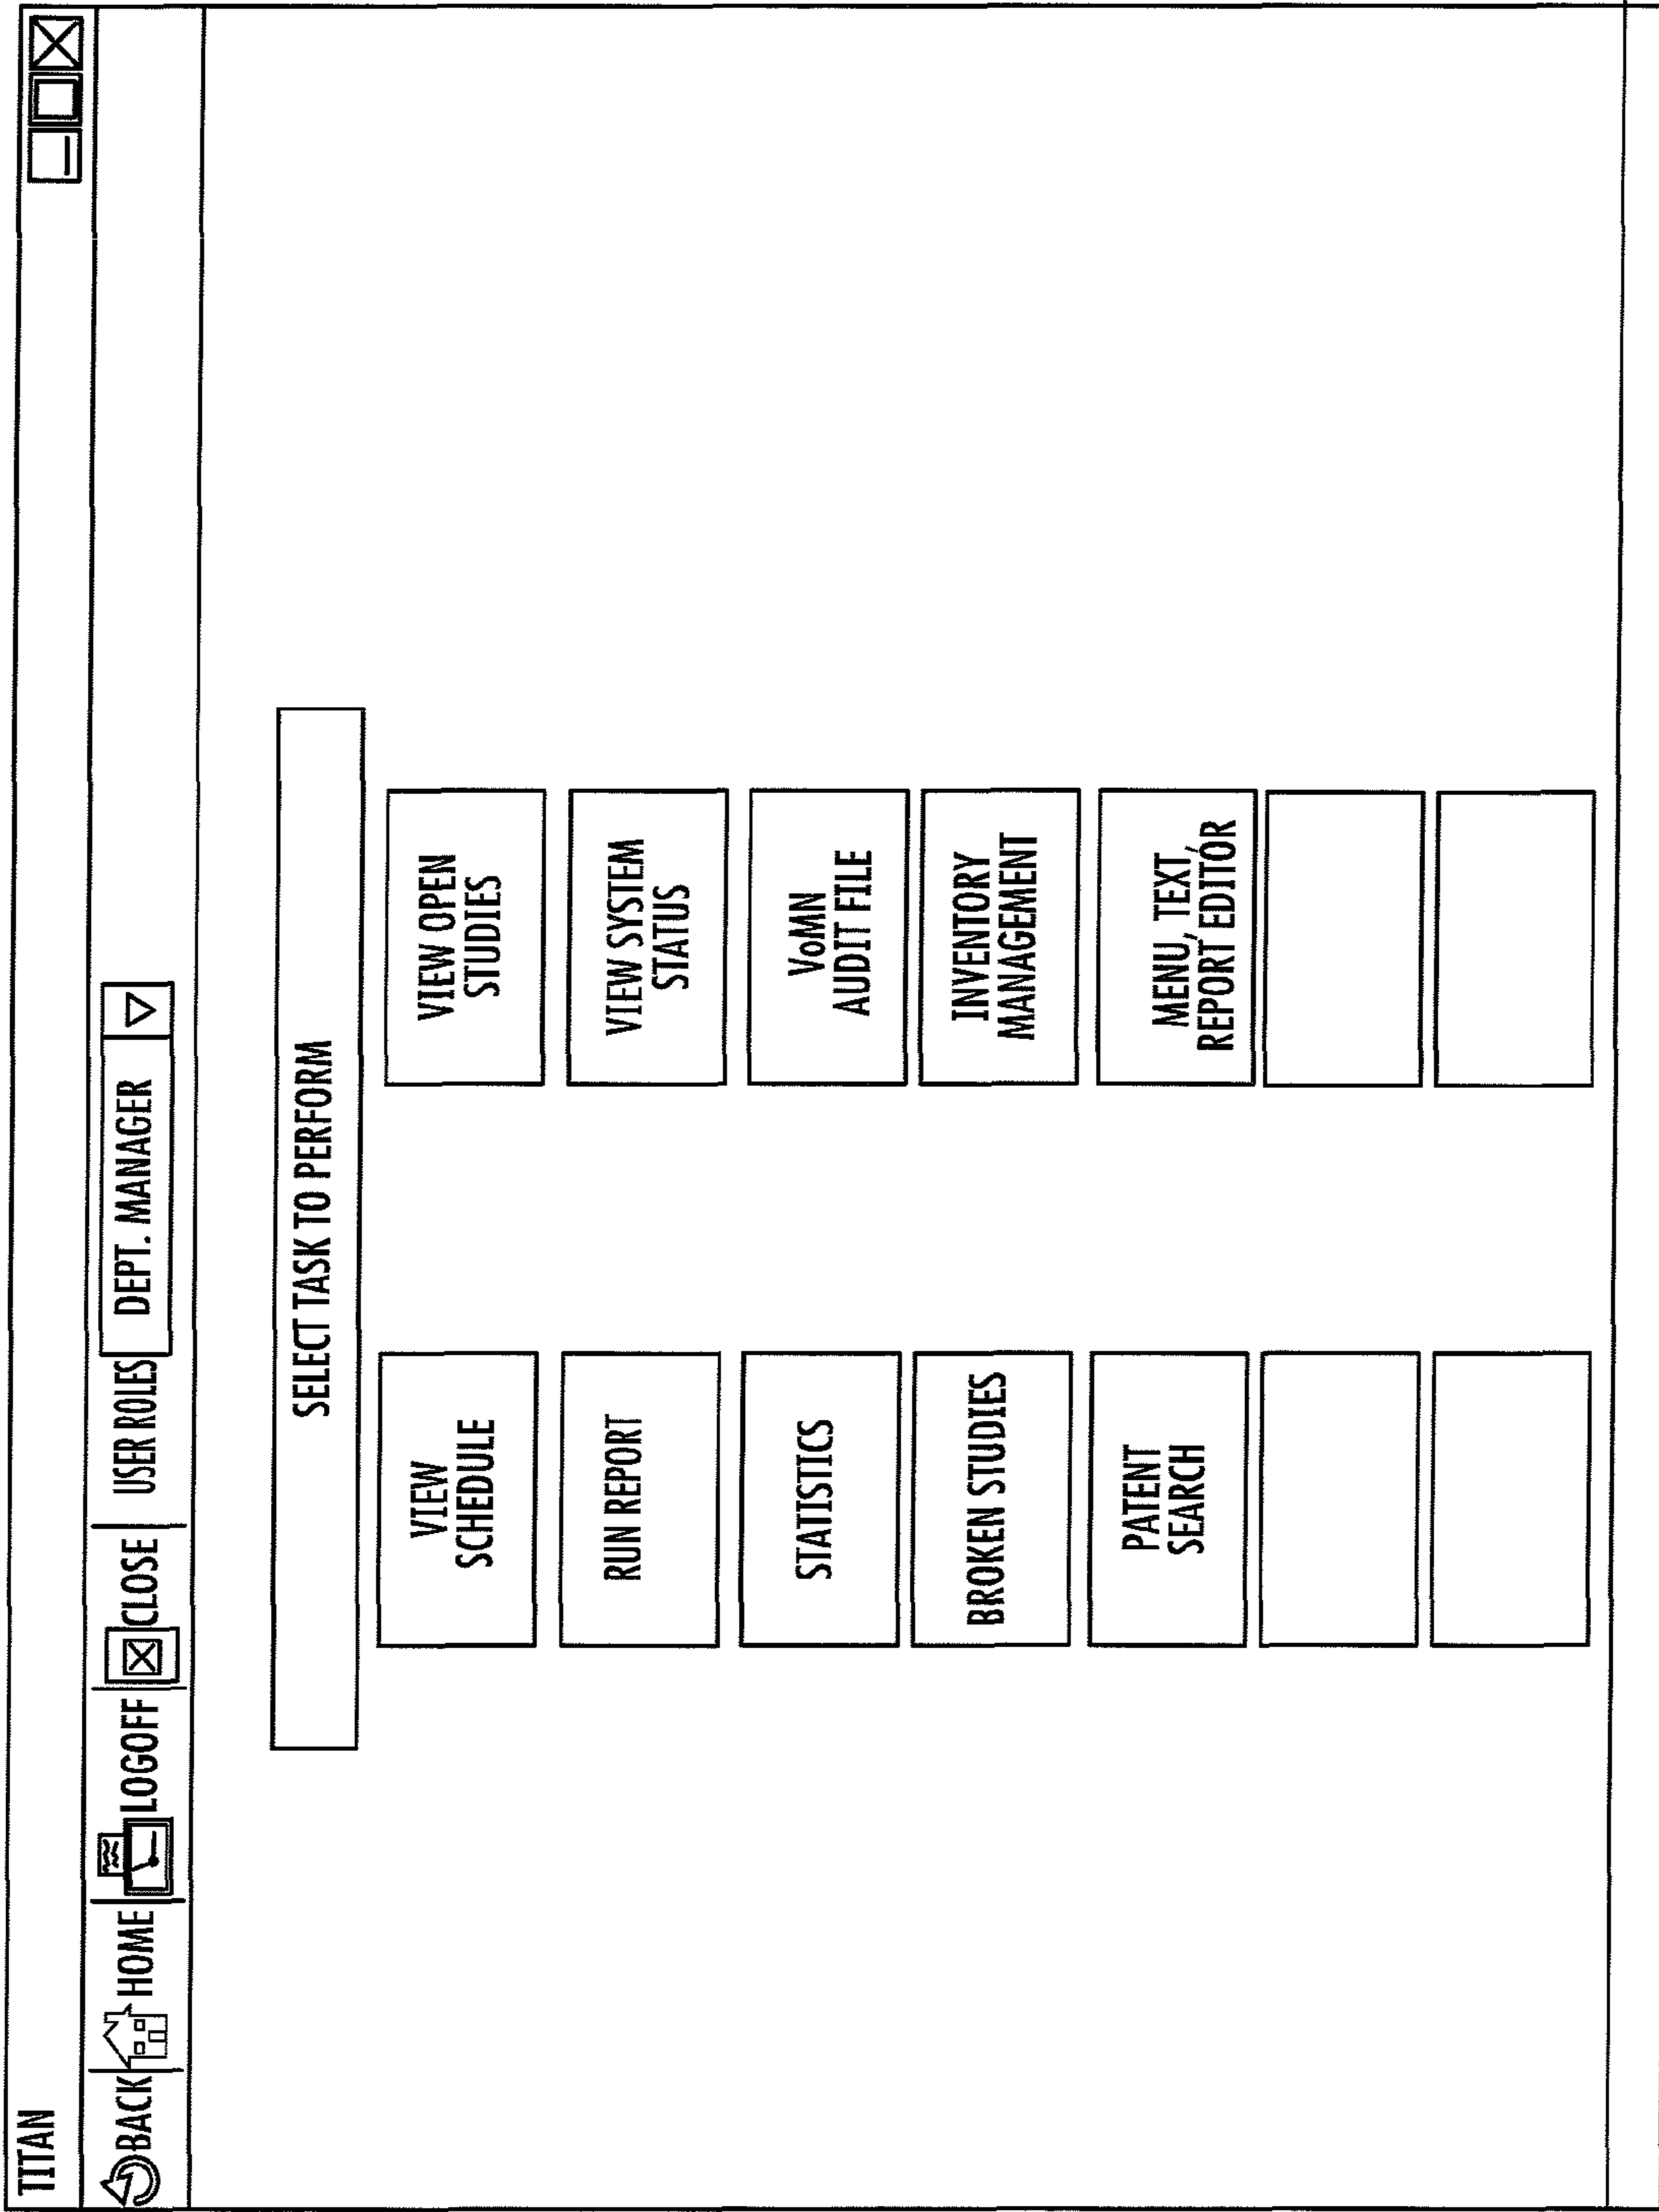 TITAN
BACK HOME LOGOFF CLOSE USER ROLES DEPT. MANAGER
SELECT TASK TO PERFORM
VIEW
SCHEDULE
VIEW OPEN
STUDIES
RUN REPORT
VIEW SYSTEM
STATUS
STATISTICS
VoMN
AUDIT FILE
BROKEN STUDIES
INVENTORY
MANAGEMENT
PATENT
SEARCH
MENU, TEXT,
REPORT EDITOR